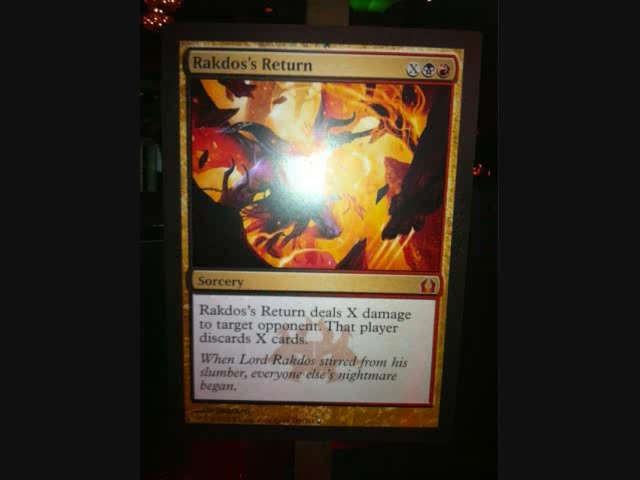 Rakdos's Return X
Sorcery
Rakdos's Return deals X damage
to target opponent. That player
discards X cards.
When Lord Rakdos stirred from his
slumber, everyone else's nightmare
began.